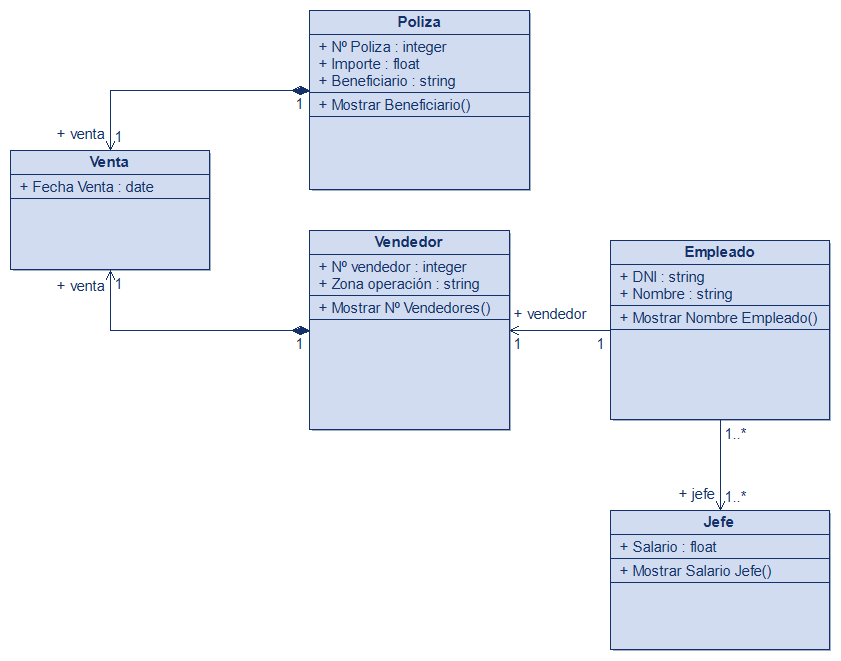 Poliza
+ Nº Poliza : integer
+ Importe : float
+ Beneficiario : string
+ Mostrar Beneficiario()
1
+ venta
1
Venta
+ Fecha Venta : date
+ venta
1
Vendedor
+ Nº vendedor : integer
+ Zona operación : string
+ Mostrar Nº Vendedores()
1
+ vendedor
1
1
Empleado
+ DNI : string
+ Nombre : string
+ Mostrar Nombre Empleado()
1..*
+ jefe
1..*
Jefe
+ Salario : float
+ Mostrar Salario Jefe()